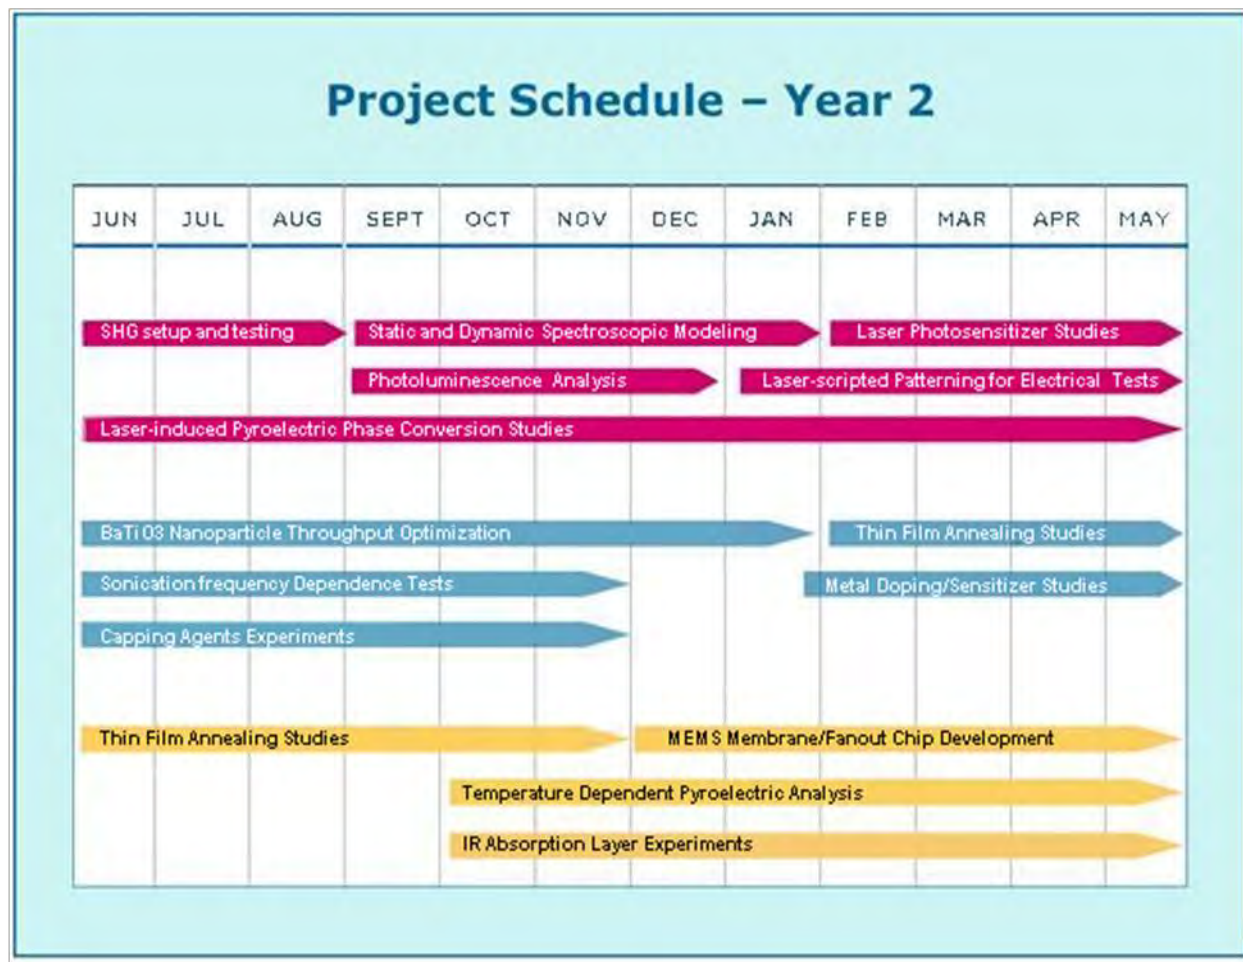 Project Schedule – Year 2
JUN JUL AUG SEPT OCT NOV DEC JAN FEB MAR APR MAY
SHG setup and testing Static and Dynamic Spectroscopic Modeling Laser Photosensitizer Studies
Photoluminescence Analysis Laser-scripted Patterning for Electrical Tests
Laser-induced Pyroelectric Phase Conversion Studies
BaTi03 Nanoparticle Throughput Optimization Thin Film Annealing Studies
Sonication frequency Dependence Tests Metal Doping/Sensitizer Studies
Capping Agents Experiments
Thin Film Annealing Studies MEMS Membrane/Fanout Chip Development
Temperature Dependent Pyroelectric Analysis
IR Absorption Layer Experiments